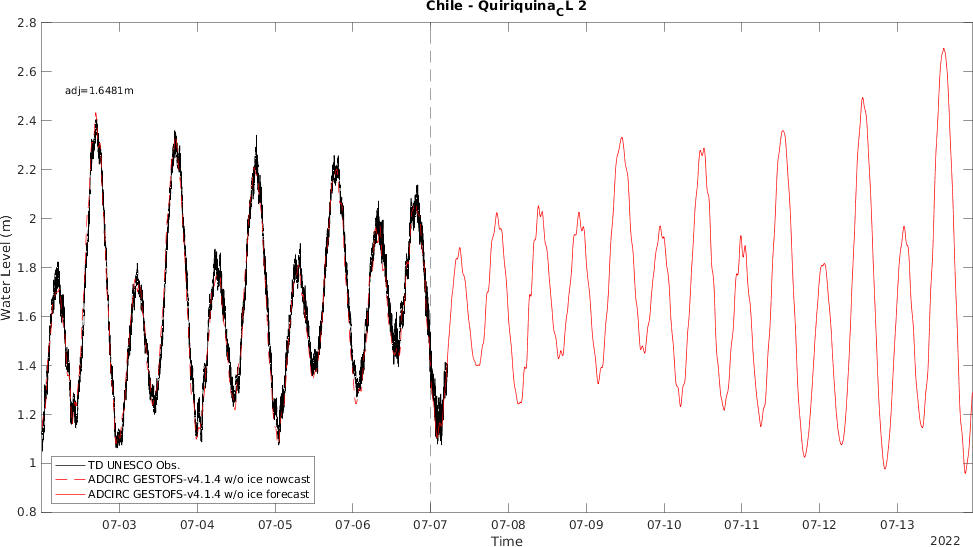 Chile - Quiriquina_CL 2
2.8
2.6
adj=1.6481m
2.4
2.2
2
1.8
1.6
1.4
1.2
1
0.8
Water Level (m)
TD UNESCO Obs.
ADCIRC GESTOFS-v4.1.4 w/o ice nowcast
ADCIRC GESTOFS-v4.1.4 w/o ice forecast
07-03 07-04 07-05 07-06 07-07 07-08 07-09 07-10 07-11 07-12 07-13
Time
2022